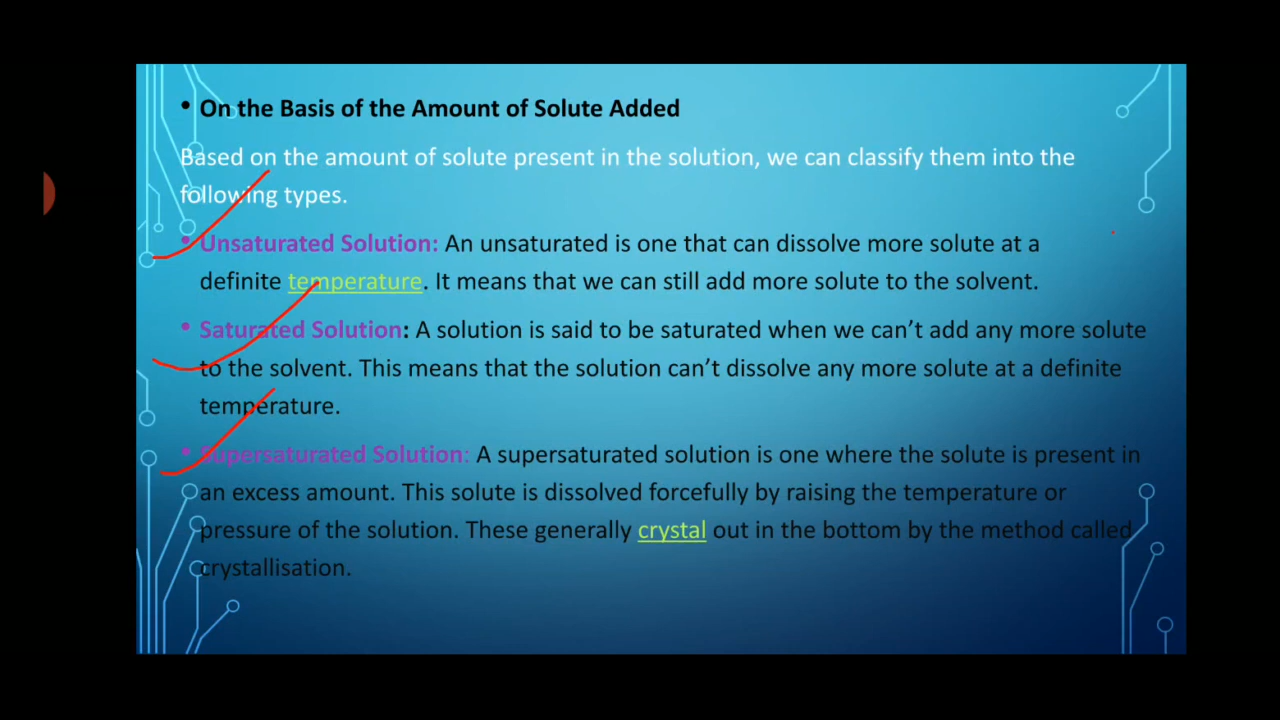 • On the Basis of the Amount of Solute Added
Based on the amount of solute present in the solution, we can classify them into the
following types.
• Unsaturated Solution: An unsaturated is one that can dissolve more solute at a
definite temperature. It means that we can still add more solute to the solvent.
• Saturated Solution: A solution is said to be saturated when we can’t add any more solute
to the solvent. This means that the solution can’t dissolve any more solute at a definite
temperature.
• Supersaturated Solution: A supersaturated solution is one where the solute is present in
an excess amount. This solute is dissolved forcefully by raising the temperature or
pressure of the solution. These generally crystal out in the bottom by the method called
crystallisation.